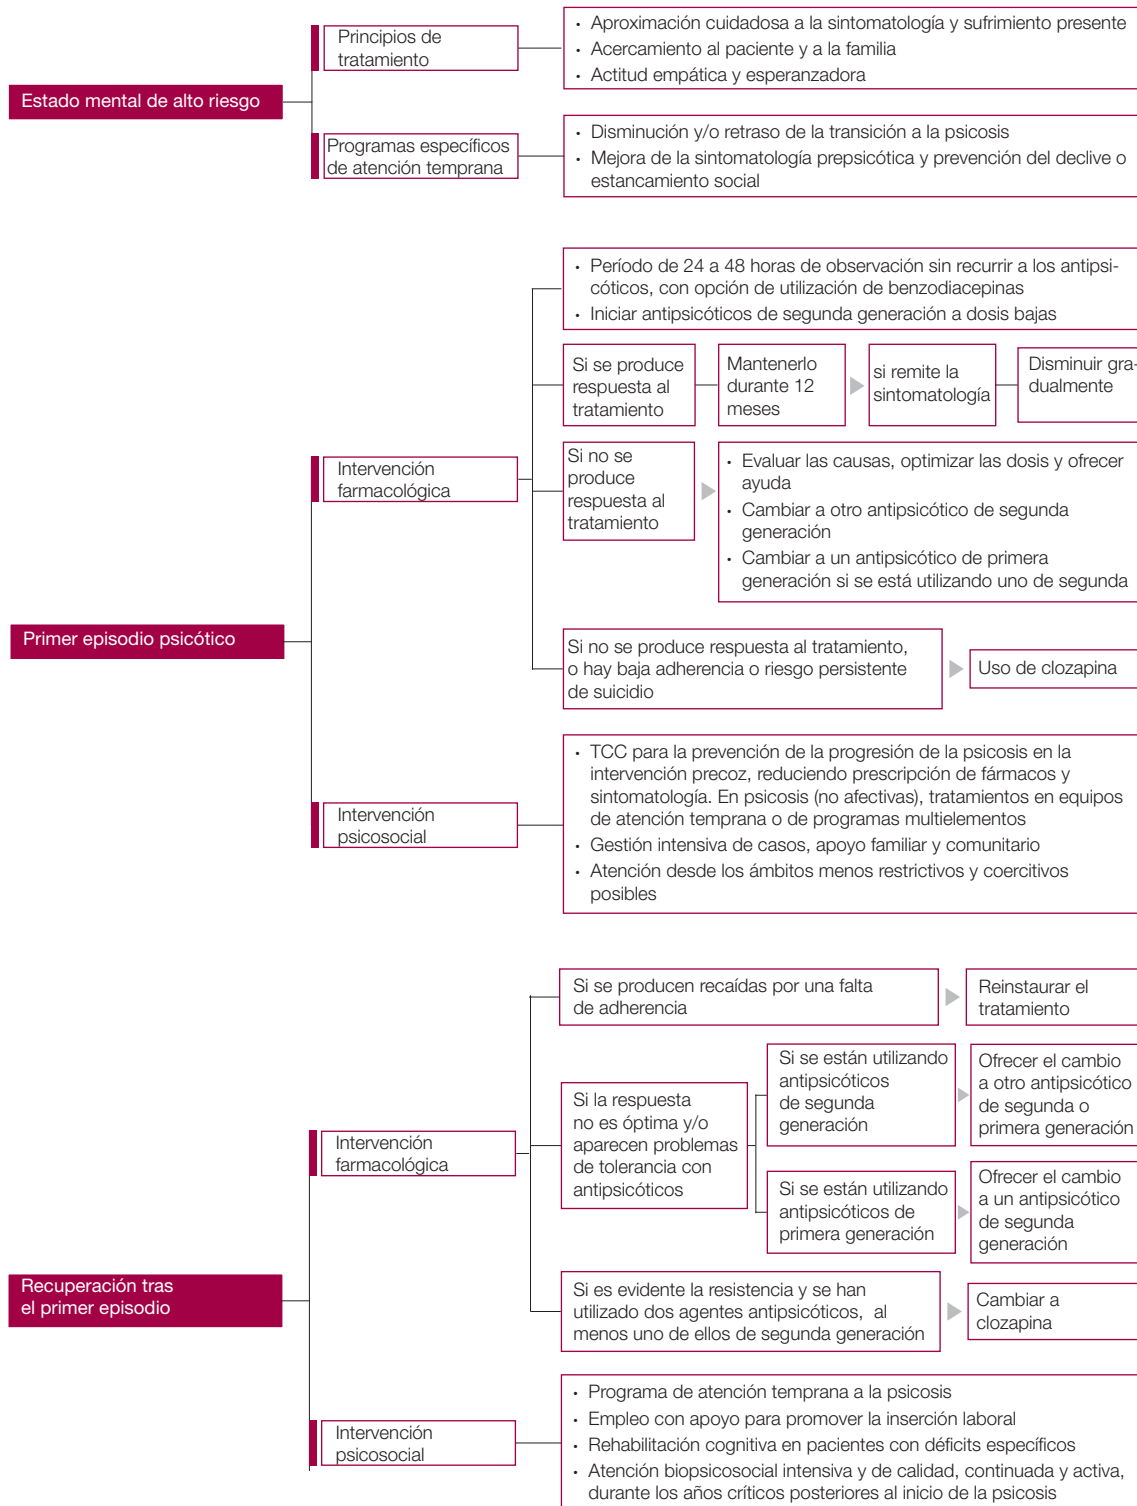 Estado mental de alto riesgo
Principios de
tratamiento
· Aproximación cuidadosa a la sintomatología y sufrimiento presente
· Acercamiento al paciente y a la familia
· Actitud empática y esperanzadora
Programas específicos
de atención temprana
· Disminución y/o retraso de la transición a la psicosis
· Mejora de la sintomatología prepsicótica y prevención del declive o
estancamiento social
Primer episodio psicótico
Intervención
farmacológica
· Período de 24 a 48 horas de observación sin recurrir a los antipsi-
cóticos, con opción de utilización de benzodiacepinas
· Iniciar antipsicóticos de segunda generación a dosis bajas
Si se produce
respuesta al
tratamiento
Mantenerlo
durante 12
meses
si remite la
sintomatología
Disminuir gra-
dualmente
Si no se
produce
respuesta al
tratamiento
· Evaluar las causas, optimizar las dosis y ofrecer
ayuda
· Cambiar a otro antipsicótico de segunda
generación
· Cambiar a un antipsicótico de primera
generación si se está utilizando uno de segunda
Si no se produce respuesta al tratamiento,
o hay baja adherencia o riesgo persistente
de suicidio
Uso de clozapina
Intervención
psicosocial
· TCC para la prevención de la progresión de la psicosis en la
intervención precoz, reduciendo prescripción de fármacos y
sintomatología. En psicosis (no afectivas), tratamientos en equipos
de atención temprana o de programas multielementos
· Gestión intensiva de casos, apoyo familiar y comunitario
· Atención desde los ámbitos menos restrictivos y coercitivos
posibles
Recuperación tras
el primer episodio
Intervención
farmacológica
Si se producen recaídas por una falta
de adherencia
Reinstaurar el
tratamiento
Si la respuesta
no es óptima y/o
aparecen problemas
de tolerancia con
antipsicóticos
Si se están utilizando
antipsicóticos
de segunda
generación
Ofrecer el cambio
a otro antipsicótico
de segunda o
primera generación
Si se están utilizando
antipsicóticos de
primera generación
Ofrecer el cambio
a un antipsicótico
de segunda
generación
Si es evidente la resistencia y se han
utilizado dos agentes antipsicóticos, al
menos uno de ellos de segunda generación
Cambiar a
clozapina
Intervención
psicosocial
· Programa de atención temprana a la psicosis
· Empleo con apoyo para promover la inserción laboral
· Rehabilitación cognitiva en pacientes con déficits específicos
· Atención biopsicosocial intensiva y de calidad, continuada y activa,
durante los años críticos posteriores al inicio de la psicosis